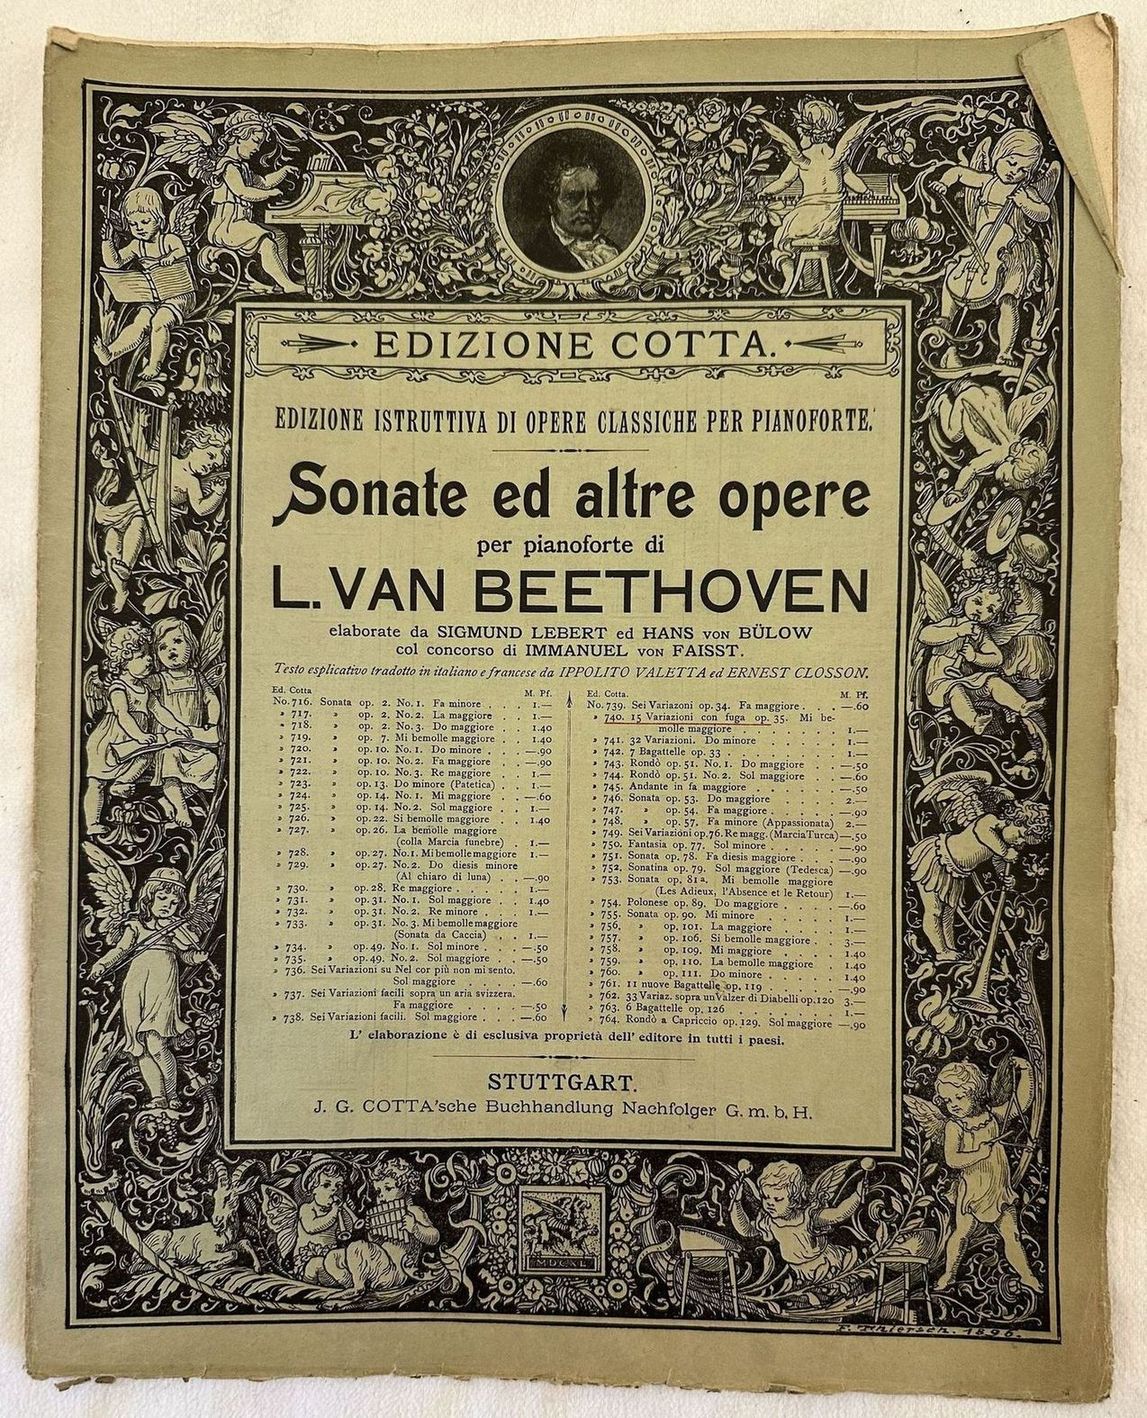 EDIZIONE COTTA.
EDIZIONE ISTRUTTIVA DI OPERE CLASSICHE PER PIANOFORTE.
Sonate ed altre opere
per pianoforte di
L. VAN BEETHOVEN
elaborate da SIGMUND LEBERT ed HANS VON BÜLOW
col concorso di IMMANUEL VON FAISST.
Testo esplicativo tradotto in italiano e francese da IPPOLITO VALETTA ed ERNEST CLOSSON.
Ed. Cotta M. Pf.
No. 716. Sonata op. 2. No. 1. Fa minore . . . 1.—
» 717. » op. 2. No. 2. La maggiore . . . 1.—
» 718. » op. 2. No. 3. Do maggiore . . 1.40
» 719. » op. 7. Mi bemolle maggiore . . 1.40
» 720. » op. 10. No. 1. Do minore . . . —.90
» 721. » op. 10. No. 2. Fa maggiore . . —.90
» 722. » op. 10. No. 3. Re maggiore . . 1.—
» 723. » op. 13. Do minore (Patetica) . . 1.—
» 724. » op. 14. No. 1. Mi maggiore . . —.60
» 725. » op. 14. No. 2. Sol maggiore . . 1.—
» 726. » op. 22. Si bemolle maggiore . . 1.40
» 727. » op. 26. La bemolle maggiore
(colla Marcia funebre) . 1.—
» 728. » op. 27. No. 1. Mi bemolle maggiore 1.—
» 729. » op. 27. No. 2. Do diesis minore
(Al chiaro di luna) . . —.90
» 730. » op. 28. Re maggiore . . . . . 1.—
» 731. » op. 31. No. 1. Sol maggiore . . 1.40
» 732. » op. 31. No. 2. Re minore . . . 1.—
» 733. » op. 31. No. 3. Mi bemolle maggiore
(Sonata da Caccia) . . 1.—
» 734. » op. 49. No. 1. Sol minore . . . —.50
» 735. » op. 49. No. 2. Sol maggiore . . —.50
» 736. Sei Variazioni su Nel cor più non mi sento.
Sol maggiore . . . . —.60
» 737. Sei Variazioni facili sopra un aria svizzera.
Fa maggiore . . . . —.50
» 738. Sei Variazioni facili. Sol maggiore . . . —.60
Ed. Cotta. M. Pf.
No. 739. Sei Variazoni op. 34. Fa maggiore . . . —.60
» 740. 15 Variazioni con fuga op. 35. Mi be-
molle maggiore . . . . . . 1.—
» 741. 32 Variazioni. Do minore . . . . . 1.—
» 742. 7 Bagattelle op. 33 . . . . . . . 1.—
» 743. Rondò op. 51. No. 1. Do maggiore . . —.50
» 744. Rondò op. 51. No. 2. Sol maggiore . . —.60
» 745. Andante in fa maggiore . . . . . —.50
» 746. Sonata op. 53. Do maggiore . . . . 2.—
» 747. » op. 54. Fa maggiore . . . . —.90
» 748. » op. 57. Fa minore (Appassionata) 2.—
» 749. Sei Variazioni op. 76. Re magg. (Marcia Turca) —.50
» 750. Fantasia op. 77. Sol minore . . . . —.90
» 751. Sonata op. 78. Fa diesis maggiore . . —.90
» 752. Sonatina op. 79. Sol maggiore (Tedesca) —.90
» 753. Sonata op. 81a. Mi bemolle maggiore
(Les Adieux, l'Absence et le Retour) 1.—
» 754. Polonese op. 89. Do maggiore . . . —.60
» 755. Sonata op. 90. Mi minore . . . . . 1.—
» 756. » op. 101. La maggiore . . . . 1.—
» 757. » op. 106. Si bemolle maggiore . . 3.—
» 758. » op. 109. Mi maggiore . . . . 1.40
» 759. » op. 110. La bemolle maggiore . 1.40
» 760. » op. 111. Do minore . . . . . 1.40
» 761. 11 nuove Bagattelle op. 119 . . . . —.90
» 762. 33 Variaz. sopra un Valzer di Diabelli op. 120 3.—
» 763. 6 Bagattelle op. 126 . . . . . . 1.—
» 764. Rondò a Capriccio op. 129. Sol maggiore —.90
L' elaborazione è di esclusiva proprietà dell' editore in tutti i paesi.
STUTTGART.
J. G. COTTA'sche Buchhandlung Nachfolger G. m. b. H.
MDCXL
F. Thiersch. 1896.